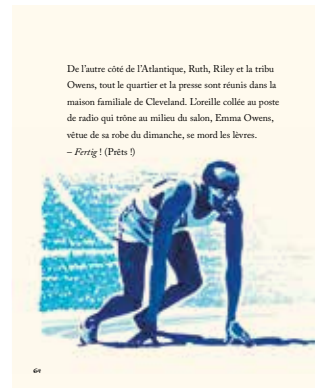 De l'autre côté de l'Atlantique, Ruth, Riley et la tribu
Owens, tout le quartier et la presse sont réunis dans la
maison familiale de Cleveland. L'oreille collée au poste
de radio qui trône au milieu du salon, Emma Owens,
vêtue de sa robe du dimanche, se mord les lèvres.
– Fertig ! (Prêts !)